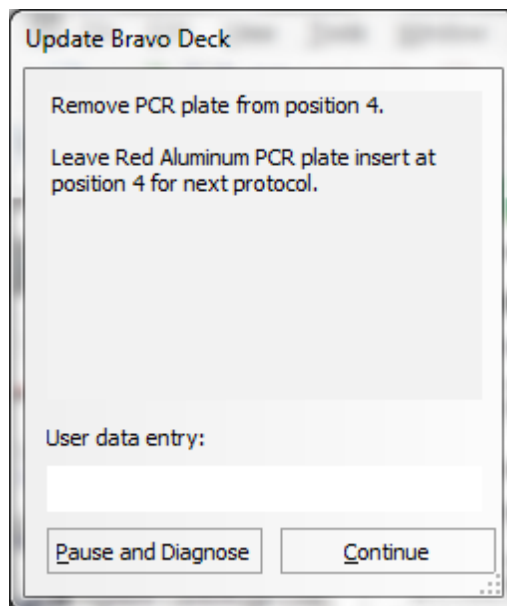 Update Bravo Deck
Remove PCR plate from position 4.
Leave Red Aluminum PCR plate insert at
position 4 for next protocol.
User data entry:
Pause and Diagnose
Continue